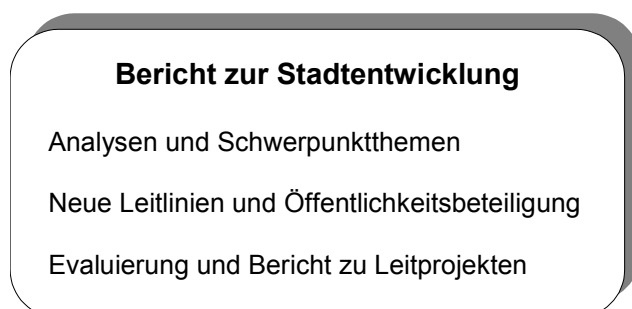 Bericht zur Stadtentwicklung
Analysen und Schwerpunktthemen
Neue Leitlinien und Öffentlichkeitsbeteiligung
Evaluierung und Bericht zu Leitprojekten